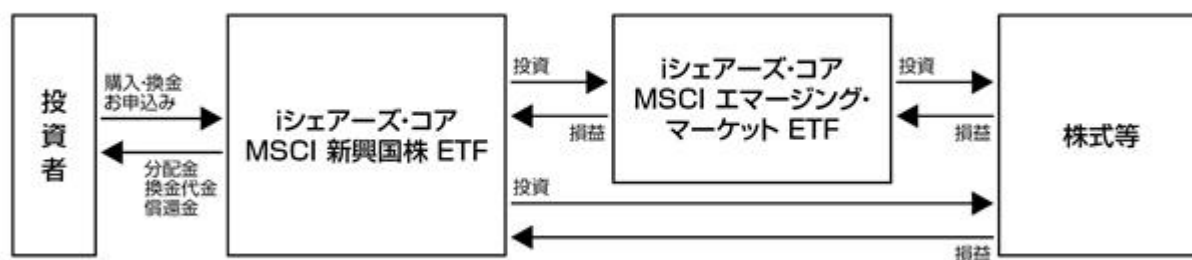 投資者
購入・換金
お申込み
分配金
換金代金
償還金
iシェアーズ・コア
MSCI 新興国株 ETF
投資
損益
投資
損益
iシェアーズ・コア
MSCI エマージング・
マーケット ETF
投資
損益
株式等